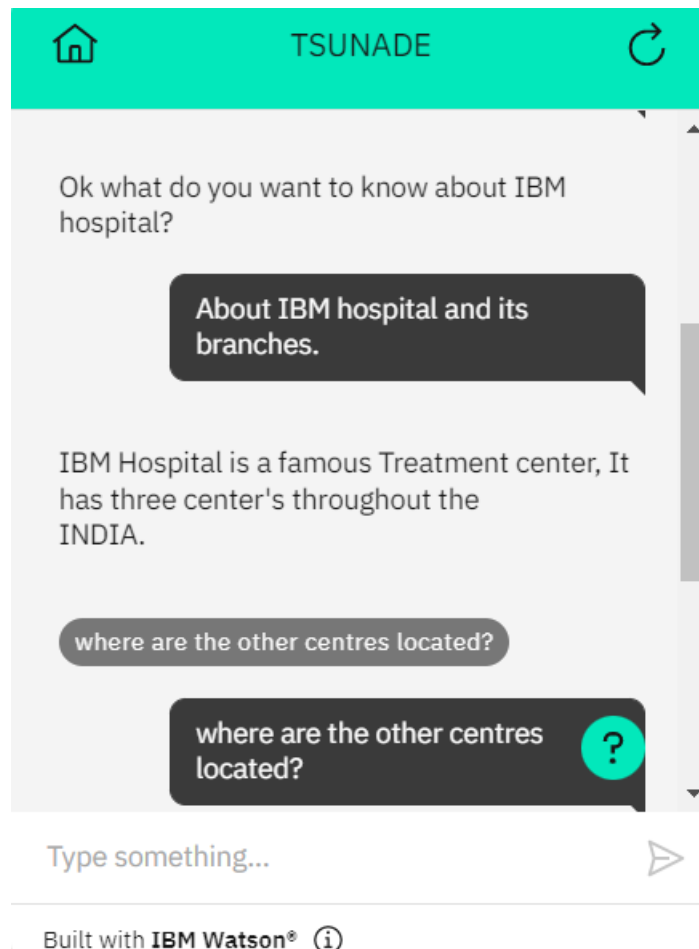 TSUNADE
Ok what do you want to know about IBM
hospital?
About IBM hospital and its
branches.
IBM Hospital is a famous Treatment center, It
has three center's throughout the
INDIA.
where are the other centres located?
where are the other centres
located?
?
Type something...
Built with IBM Watson®